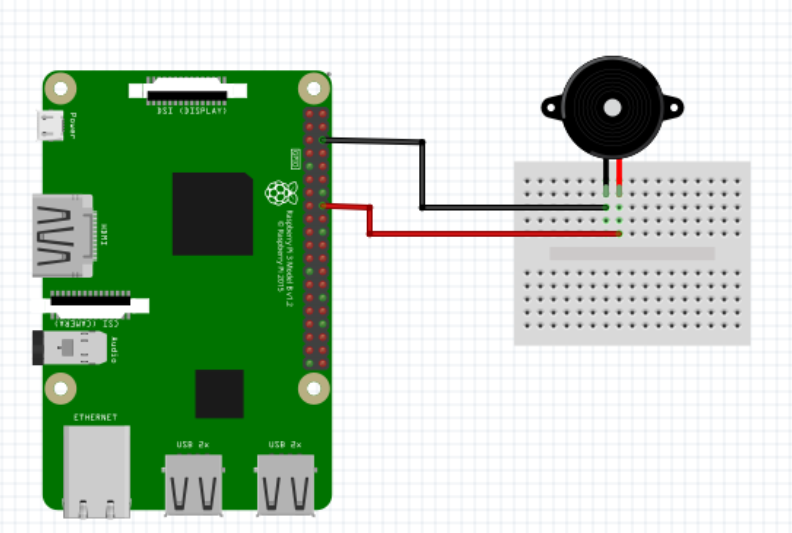 DSI (DISPLAY)
Power
GPIO
HDMI
Raspberry Pi 3 Model B v1.2
© Raspberry Pi 2015
CSI (CAMERA)
Audio
ETHERNET
USB 2x
USB 2x